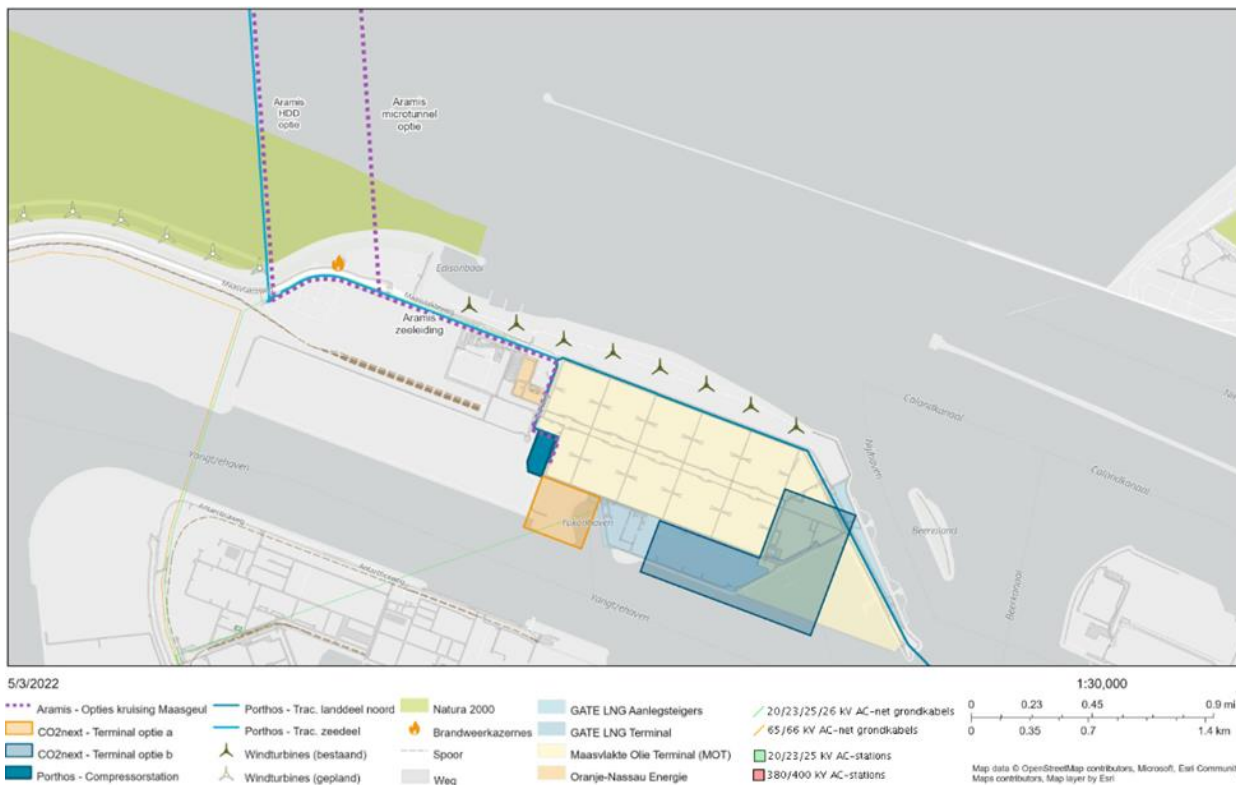 Aramis
HDD
optie
Aramis
microtunnel
optie
Edisonbaai
Maasvlakteweg
Aramis
zeeleiding
Yangtzehaven
Antarcticaweg
Antarcticaweg
Yukonhaven
Yangtzehaven
Nijlhaven
Calandkanaal
Calandkanaal
Beereiland
Beerkanaal
5/3/2022
1:30,000
Aramis - Opties kruising Maasgeul
CO2next - Terminal optie a
CO2next - Terminal optie b
Porthos - Compressorstation
Porthos - Trac. landdeel noord
Porthos - Trac. zeedeel
Windturbines (bestaand)
Windturbines (gepland)
Natura 2000
Brandweerkazernes
Spoor
Weg
GATE LNG Aanlegsteigers
GATE LNG Terminal
Maasvlakte Olie Terminal (MOT)
Oranje-Nassau Energie
20/23/25/26 kV AC-net grondkabels
65/66 kV AC-net grondkabels
20/23/25 kV AC-stations
380/400 kV AC-stations
0 0.23 0.45 0.9 mi
0 0.35 0.7 1.4 km
Map data © OpenStreetMap contributors, Microsoft, Esri Communit
Maps contributors, Map layer by Esri